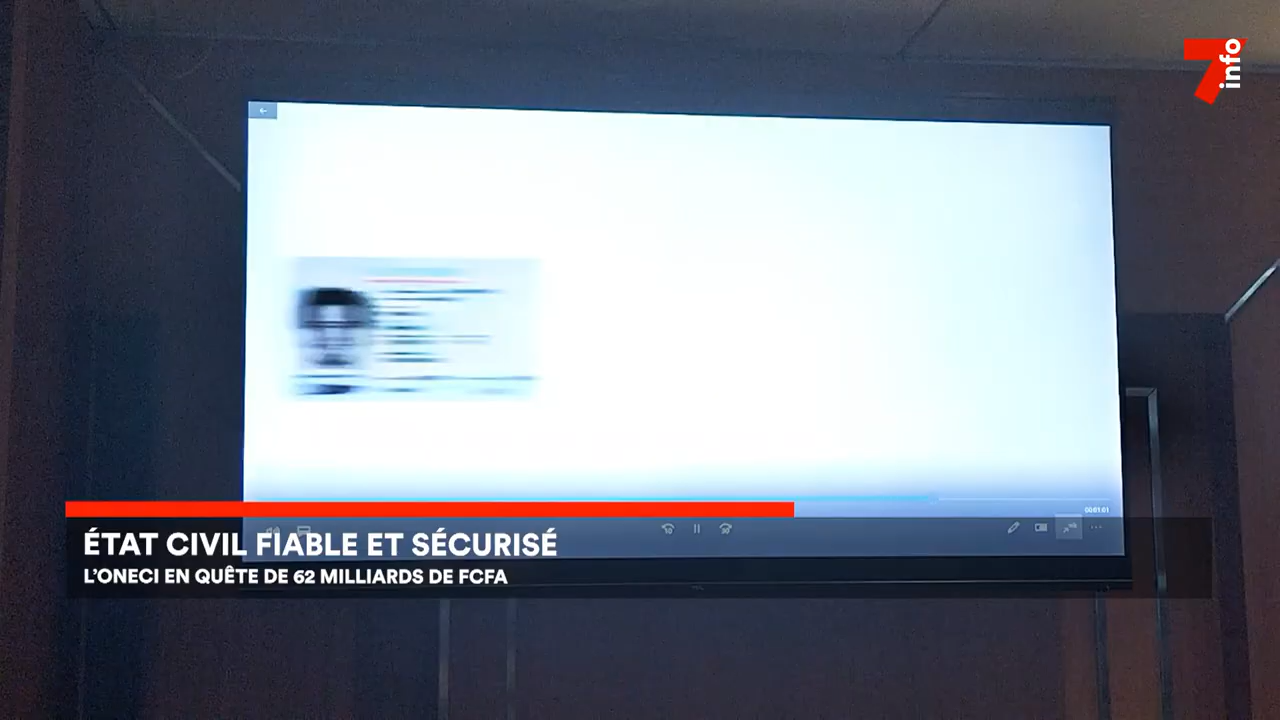 7
info
00:01:01
ÉTAT CIVIL FIABLE ET SÉCURISÉ
L'ONECI EN QUÊTE DE 62 MILLIARDS DE FCFA